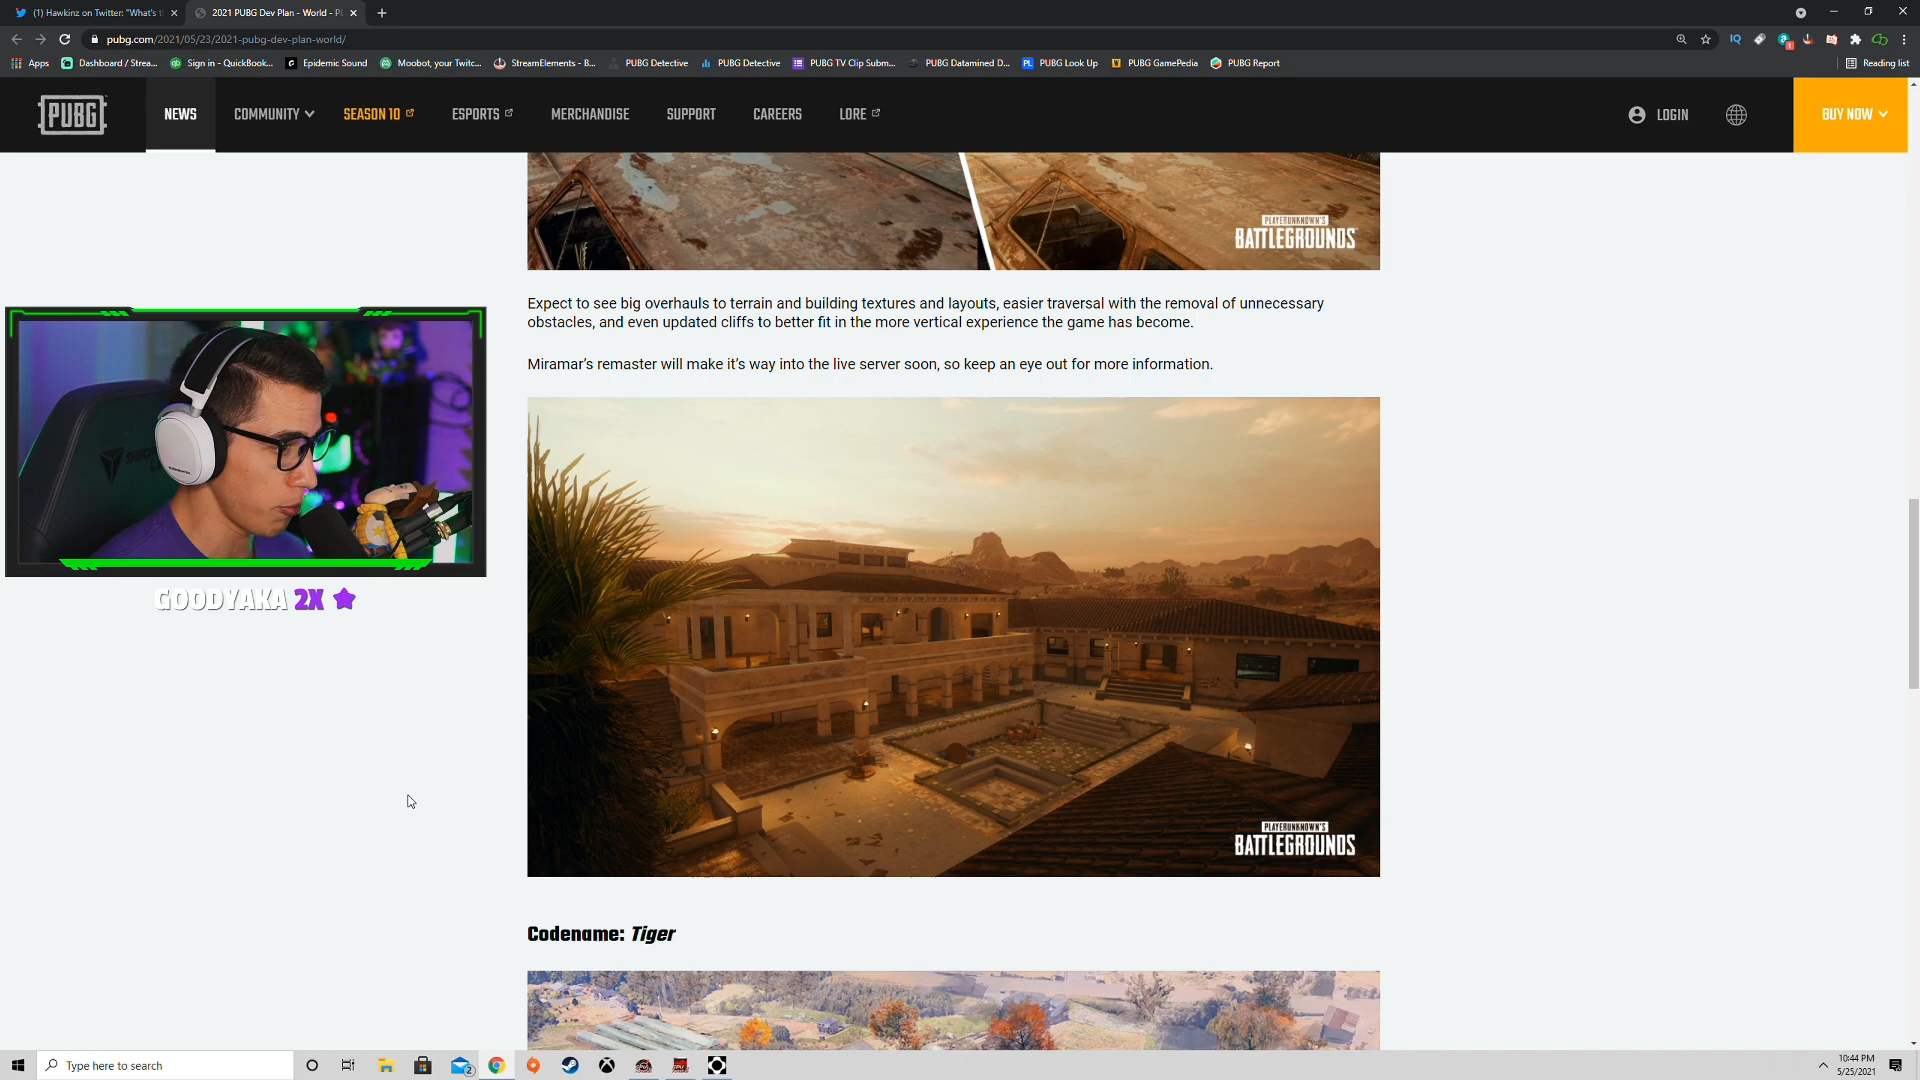 (1) Hawkinz on Twitter: "What's t
2021 PUBG Dev Plan - World - P
pubg.com/2021/05/23/2021-pubg-dev-plan-world/
Apps
Dashboard / Strea...
Sign in - QuickBook...
Epidemic Sound
Moobot, your Twitc...
StreamElements - B...
PUBG Detective
PUBG Detective
PUBG TV Clip Subm...
PUBG Datamined D...
PUBG Look Up
PUBG GamePedia
PUBG Report
Reading list
PUBG
NEWS
COMMUNITY
SEASON 10
ESPORTS
MERCHANDISE
SUPPORT
CAREERS
LORE
LOGIN
BUY NOW
PLAYERUNKNOWN'S
BATTLEGROUNDS
Expect to see big overhauls to terrain and building textures and layouts, easier traversal with the removal of unnecessary
obstacles, and even updated cliffs to better fit in the more vertical experience the game has become.
Miramar's remaster will make it's way into the live server soon, so keep an eye out for more information.
GOODYAKA 2X
PLAYERUNKNOWN'S
BATTLEGROUNDS
Codename: Tiger
Type here to search
2
10:44 PM
5/25/2021